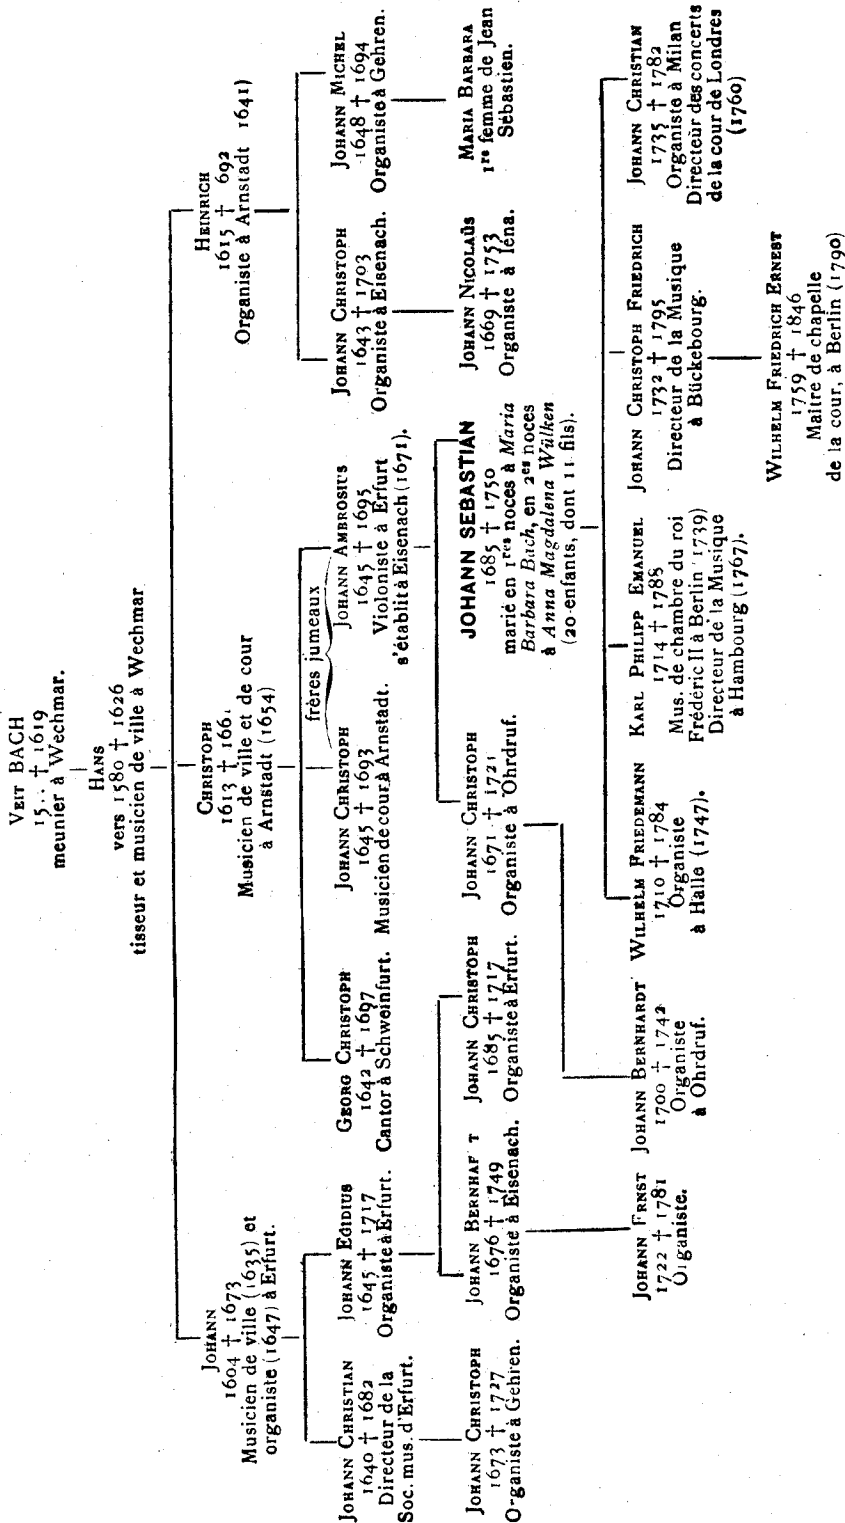 VEIT BACH
15.. † 1619
meunier à Wechmar.
HANS
vers 1580 † 1626
tisseur et musicien de ville à Wechmar
JOHANN
1604 † 1673
Musicien de ville (1635) et
organiste (1647) à Erfurt.
CHRISTOPH
1613 † 166.
Musicien de ville et de cour
à Arnstadt (1654)
HEINRICH
1615 † 692
Organiste à Arnstadt 1641)
JOHANN CHRISTIAN
1640 † 1682
Directeur de la
Soc. mus. d'Erfurt.
JOHANN EGIDIUS
1645 † 1717
Organiste à Erfurt.
GEORG CHRISTOPH
1642 † 1697
Cantor à Schweinfurt.
frères jumeaux
JOHANN CHRISTOPH
1645 † 1693
Musicien de cour à Arnstadt.
JOHANN AMBROSIUS
1645 † 1695
Violoniste à Erfurt
s'établit à Eisenach (1671).
JOHANN CHRISTOPH
1643 † 1703
Organiste à Eisenach.
JOHANN MICHEL
1648 † 1694
Organiste à Gehren.
JOHANN CHRISTOPH
1673 † 1727
O-ganiste à Gehren.
JOHANN BERNHAF T
1676 † 1749
Organiste à Eisenach.
JOHANN CHRISTOPH
1685 † 1717
Organiste à Erfurt.
JOHANN CHRISTOPH
1671 † 1721
Organiste à Ohrdruf.
JOHANN SEBASTIAN
1685 † 1750
marié en 1res noces à Maria
Barbara Bach, en 2es noces
à Anna Magdalena Wülken
(20 enfants, dont 11 fils).
JOHANN NICOLAÜS
1669 † 1753
Organiste à Iéna.
MARIA BARBARA
1re femme de Jean
Sébastien.
JOHANN FRNST
1722 † 1781
Organiste.
JOHANN BERNHARDT
1700 † 1742
Organiste
à Ohrdruf.
WILHELM FRIEDEMANN
1710 † 1784
Organiste
à Halle (1747).
KARL PHILIPP EMANUEL
1714 † 1788
Mus. de chambre du roi
Frédéric II à Berlin 1739)
Directeur de la Musique
à Hambourg (1767).
JOHANN CHRISTOPH FRIEDRICH
1732 † 1795
Directeur de la Musique
à Bückebourg.
JOHANN CHRISTIAN
1735 † 1782
Organiste à Milan
Directeur des concerts
de la cour de Londres
(1760)
WILHELM FRIEDRICH ERNEST
1759 † 1846
Maître de chapelle
de la cour, à Berlin (1790)